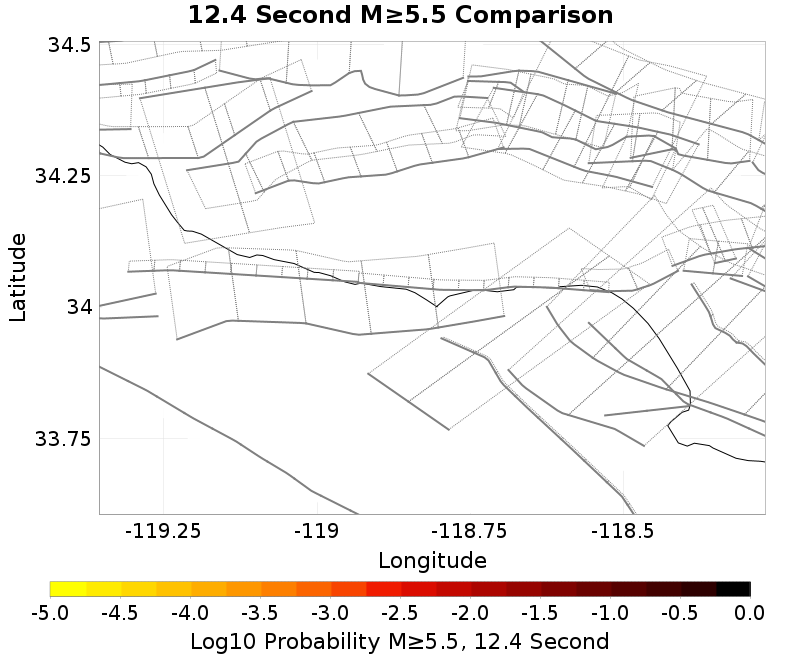 12.4 Second M≥5.5 Comparison
34.5
34.25
34
33.75
Latitude
-119.25 -119 -118.75 -118.5
Longitude
-5.0 -4.5 -4.0 -3.5 -3.0 -2.5 -2.0 -1.5 -1.0 -0.5 0.0
Log10 Probability M≥5.5, 12.4 Second